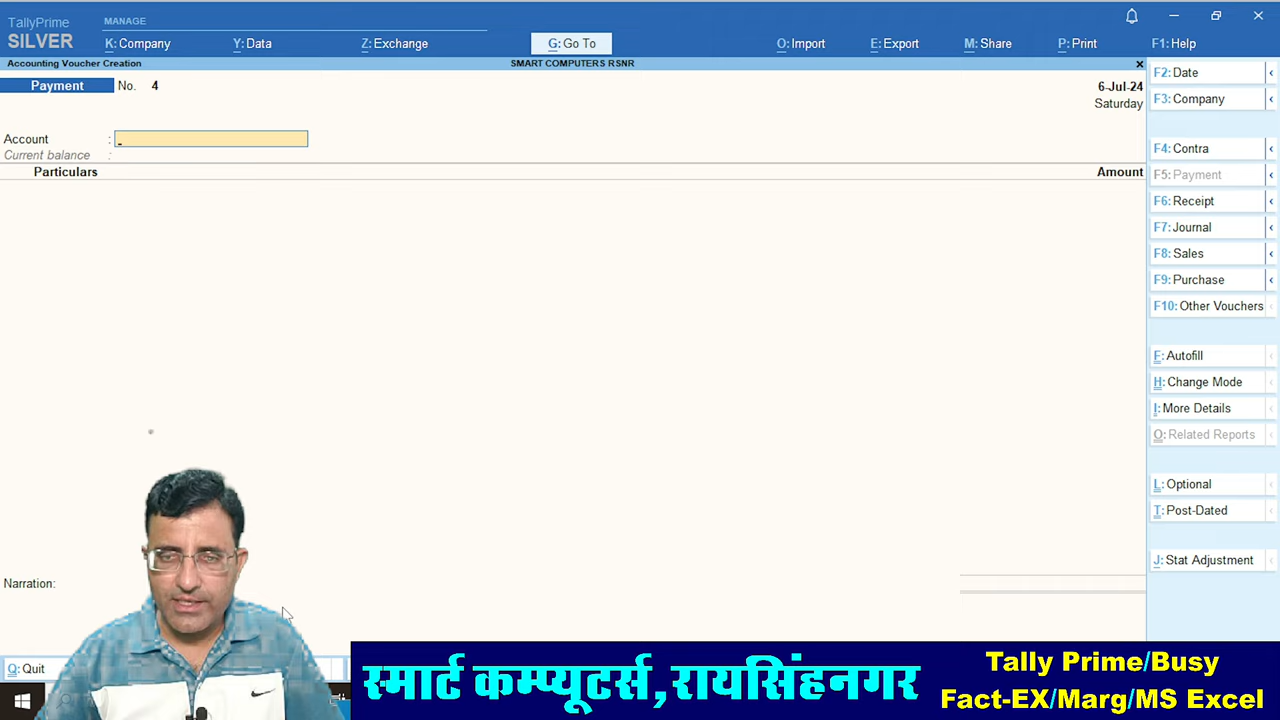 TallyPrime
SILVER
MANAGE
K: Company
Y: Data
Z: Exchange
G: Go To
O: Import
E: Export
M: Share
P: Print
F1: Help
Accounting Voucher Creation
SMART COMPUTERS RSNR
Payment No. 4
6-Jul-24
Saturday
Account :
Current balance :
Particulars
Amount
Narration:
Q: Quit
F2: Date
F3: Company
F4: Contra
F5: Payment
F6: Receipt
F7: Journal
F8: Sales
F9: Purchase
F10: Other Vouchers
F: Autofill
H: Change Mode
I: More Details
O: Related Reports
L: Optional
T: Post-Dated
J: Stat Adjustment
स्मार्ट कम्प्यूटर्स,रायसिंहनगर
Tally Prime/Busy
Fact-EX/Marg/MS Excel